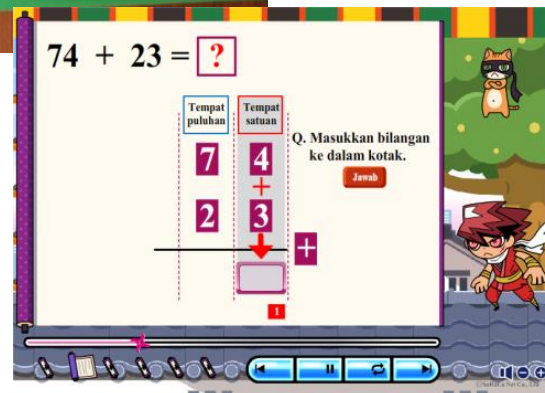 74 + 23 = ?
Tempat puluhan
Tempat satuan
7 4
+
2 3
+
Q. Masukkan bilangan
ke dalam kotak.
Jawab
1